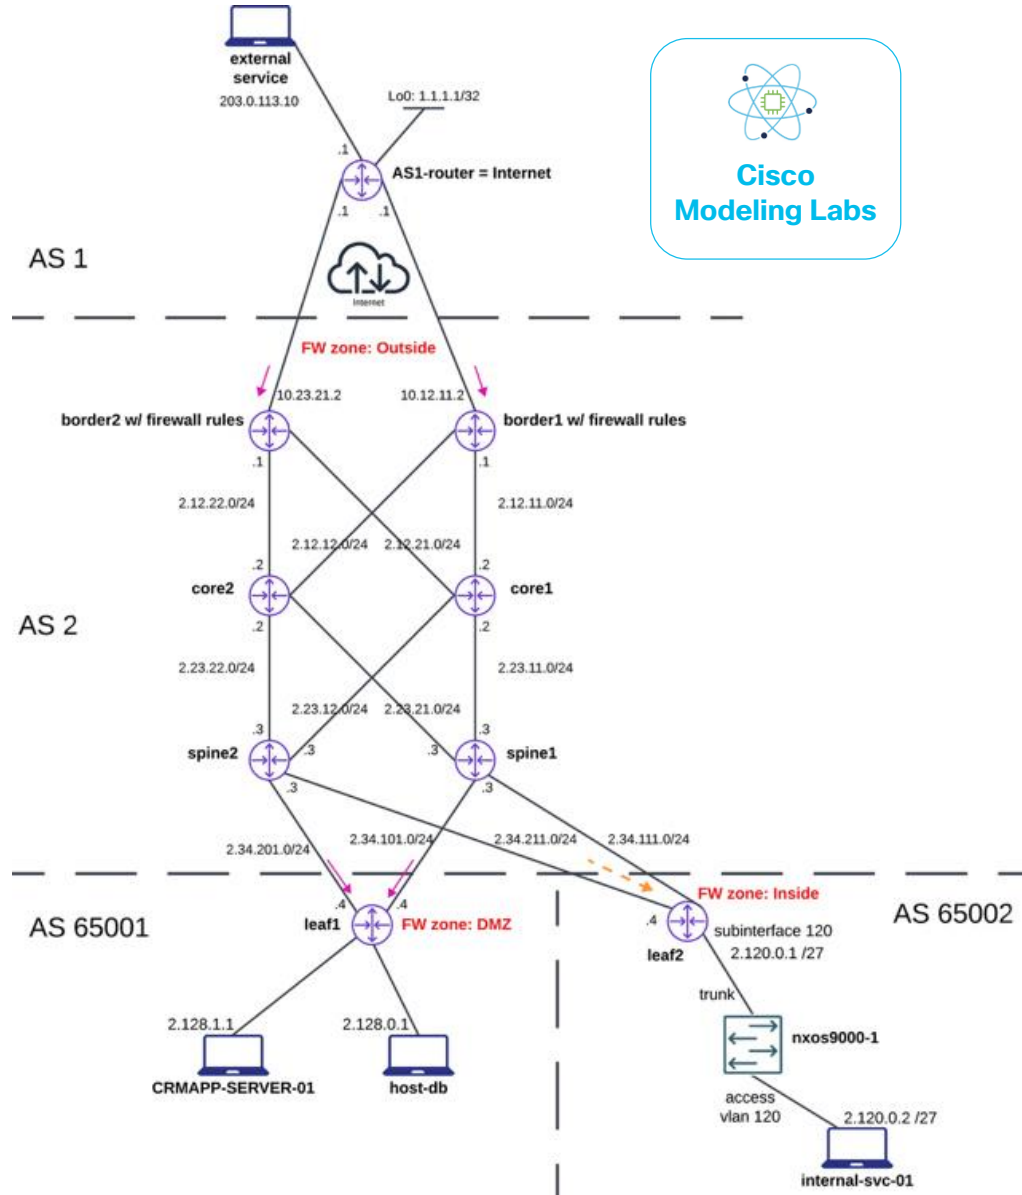 external
service
203.0.113.10
Lo0: 1.1.1.1/32
Cisco
Modeling Labs
.1
AS1-router = Internet
.1
.1
AS 1
Internet
FW zone: Outside
10.23.21.2
10.12.11.2
border2 w/ firewall rules
border1 w/ firewall rules
.1
.1
2.12.22.0/24
2.12.11.0/24
2.12.12.0/24
2.12.21.0/24
.2
.2
core2
core1
AS 2
.2
.2
2.23.22.0/24
2.23.11.0/24
2.23.12.0/24
2.23.21.0/24
.3
.3
spine2
.3
.3
spine1
.3
.3
2.34.201.0/24
2.34.101.0/24
2.34.211.0/24
2.34.111.0/24
AS 65001
FW zone: Inside
AS 65002
.4
.4
leaf1
FW zone: DMZ
.4
leaf2
subinterface 120
2.120.0.1 /27
trunk
2.128.1.1
2.128.0.1
nxos9000-1
CRMAPP-SERVER-01
host-db
access
vlan 120
2.120.0.2 /27
internal-svc-01